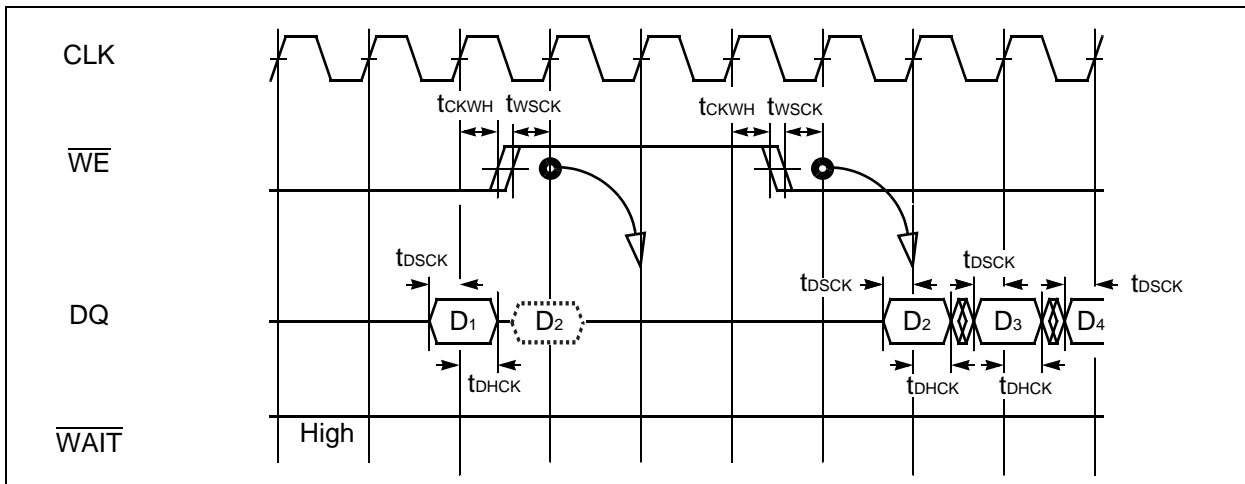 CLK
tCKWH tWSCK tCKWH tWSCK
WE
tDSCK tDSCK
tDSCK tDSCK
DQ D1 D2 D2 D3 D4
tDHCK tDHCK tDHCK
High
WAIT